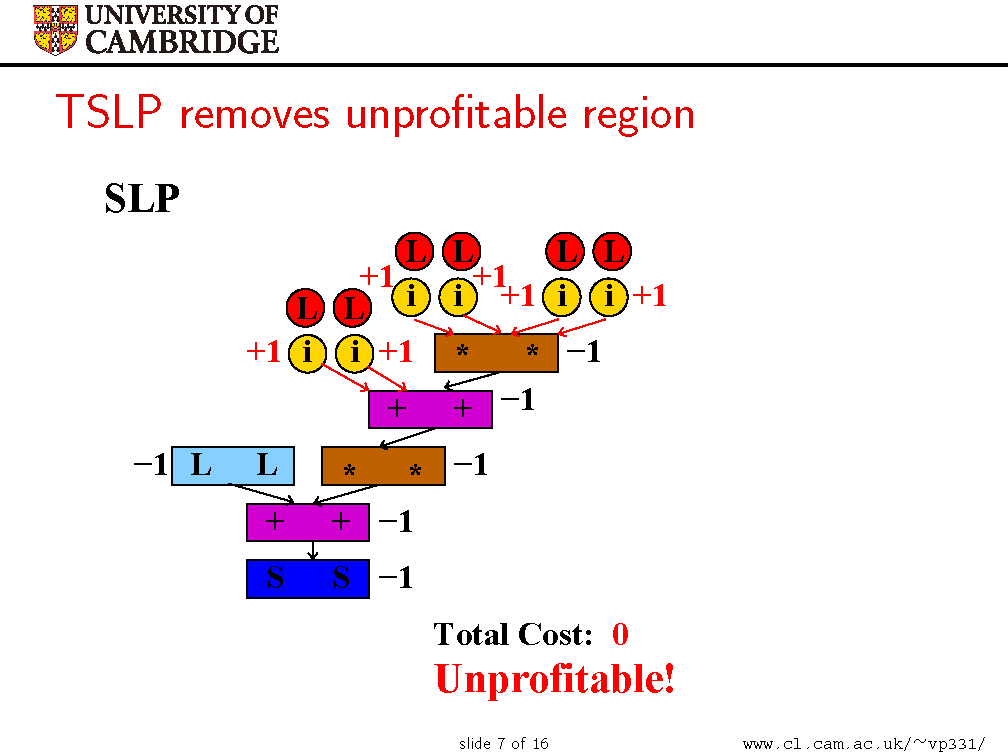 UNIVERSITY OF
CAMBRIDGE
TSLP removes unprofitable region
SLP
L L L L
+1 i i +1 +1 i i +1
L L
+1 i i +1 * * −1
+ + −1
−1 L L * * −1
+ + −1
S S −1
Total Cost: 0
Unprofitable!
slide 7 of 16 www.cl.cam.ac.uk/~vp331/